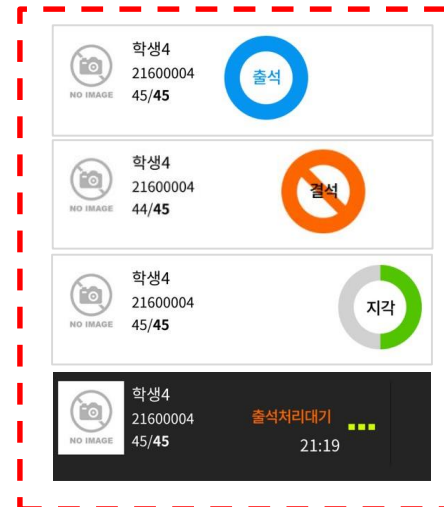 학생4
21600004
45/45
NO IMAGE
출석
학생4
21600004
44/45
NO IMAGE
결석
학생4
21600004
45/45
NO IMAGE
지각
학생4
21600004
45/45
NO IMAGE
출석처리대기
21:19